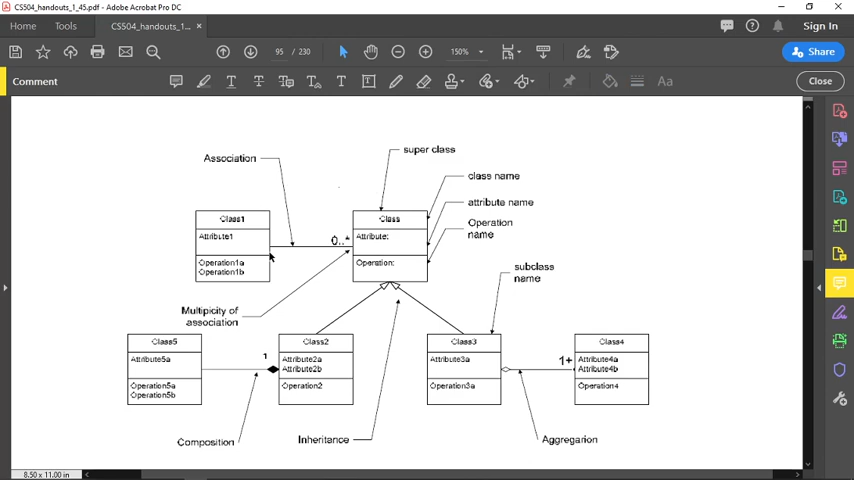 CS504_handouts_1_45.pdf - Adobe Acrobat Pro DC
Home
Tools
CS504_handouts_1... ×
Sign In
95 / 230
150%
Share
Comment
Close
super class
Association
class name
attribute name
Operation
name
Class1
Attribute1
Operation1a
Operation1b
0..*
Class
Attribute:
Operation:
subclass
name
Multipicity of
association
Class5
Attribute5a
Operation5a
Operation5b
1
Class2
Attribute2a
Attribute2b
Operation2
Class3
Attribute3a
Operation3a
1+
Class4
Attribute4a
Attribute4b
Operation4
Composition
Inheritance
Aggregarion
8.50 x 11.00 in